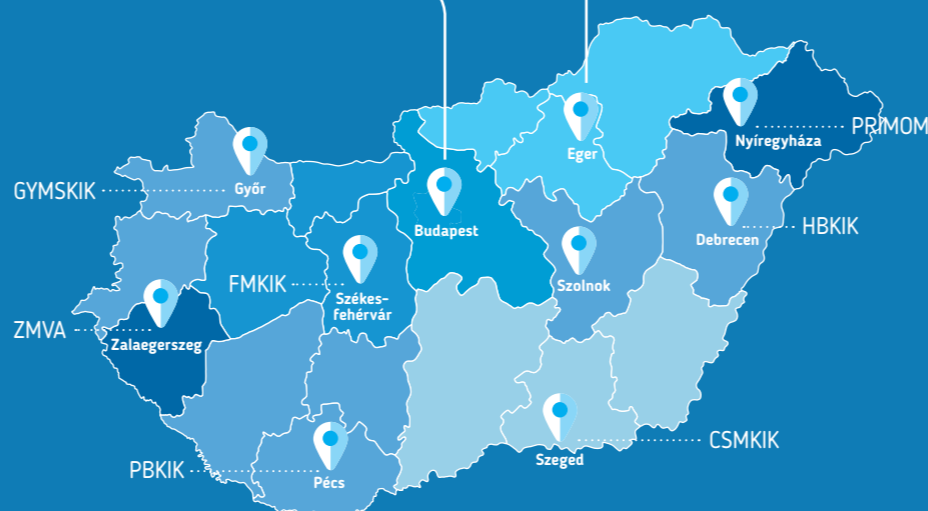 Eger
Nyíregyháza
PRIMOM
GYMSKIK
Győr
Budapest
Debrecen
HBKIK
FMKIK
Székes-
fehérvár
Szolnok
ZMVA
Zalaegerszeg
CSMKIK
Szeged
PBKIK
Pécs